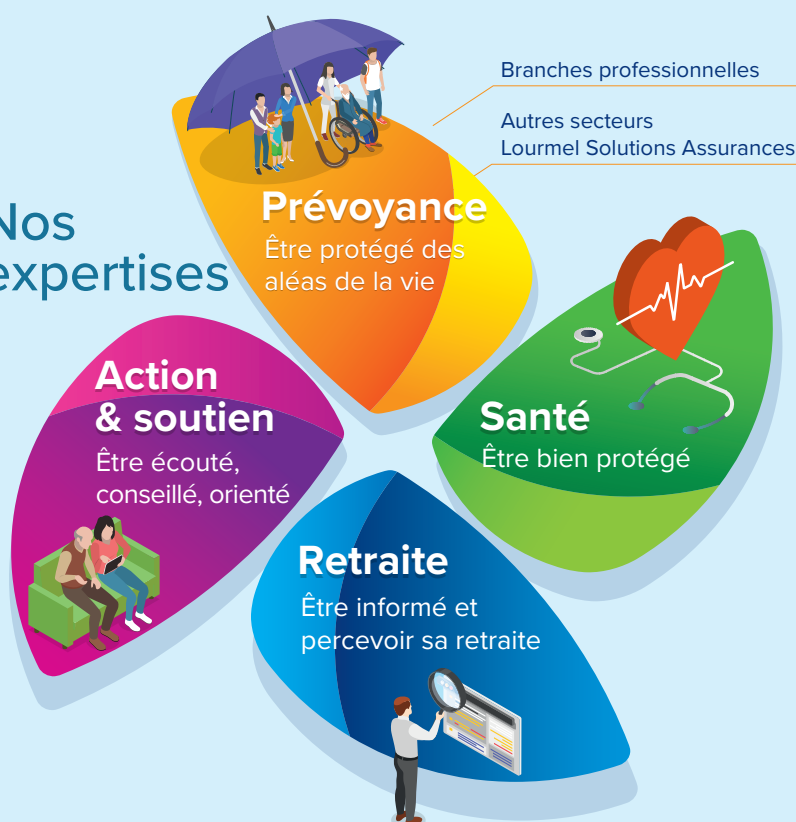 Branches professionnelles
Autres secteurs
Lourmel Solutions Assurances
Nos
expertises
Prévoyance
Être protégé des
aléas de la vie
Action
& soutien
Être écouté,
conseillé, orienté
Santé
Être bien protégé
Retraite
Être informé et
percevoir sa retraite